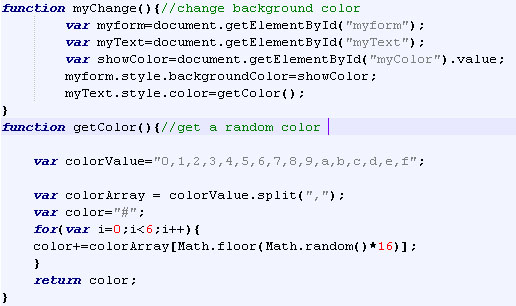 function myChange(){//change background color
var myform=document.getElementById("myform");
var myText=document.getElementById("myText");
var showColor=document.getElementById("myColor").value;
myform.style.backgroundColor=showColor;
myText.style.color=getColor();
}
function getColor(){//get a random color
var colorValue="0,1,2,3,4,5,6,7,8,9,a,b,c,d,e,f";
var colorArray = colorValue.split(",");
var color="#";
for(var i=0;i<6;i++){
color+=colorArray[Math.floor(Math.random()*16)];
}
return color;
}